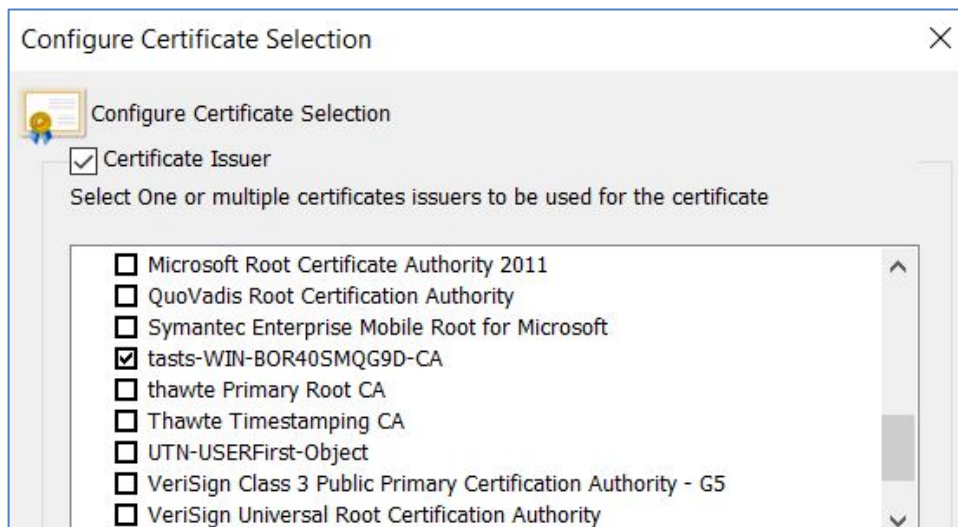 Configure Certificate Selection
Configure Certificate Selection
Certificate Issuer
Select One or multiple certificates issuers to be used for the certificate
Microsoft Root Certificate Authority 2011
QuoVadis Root Certification Authority
Symantec Enterprise Mobile Root for Microsoft
tasts-WIN-BOR40SMQG9D-CA
thawte Primary Root CA
Thawte Timestamping CA
UTN-USERFirst-Object
VeriSign Class 3 Public Primary Certification Authority - G5
VeriSign Universal Root Certification Authority